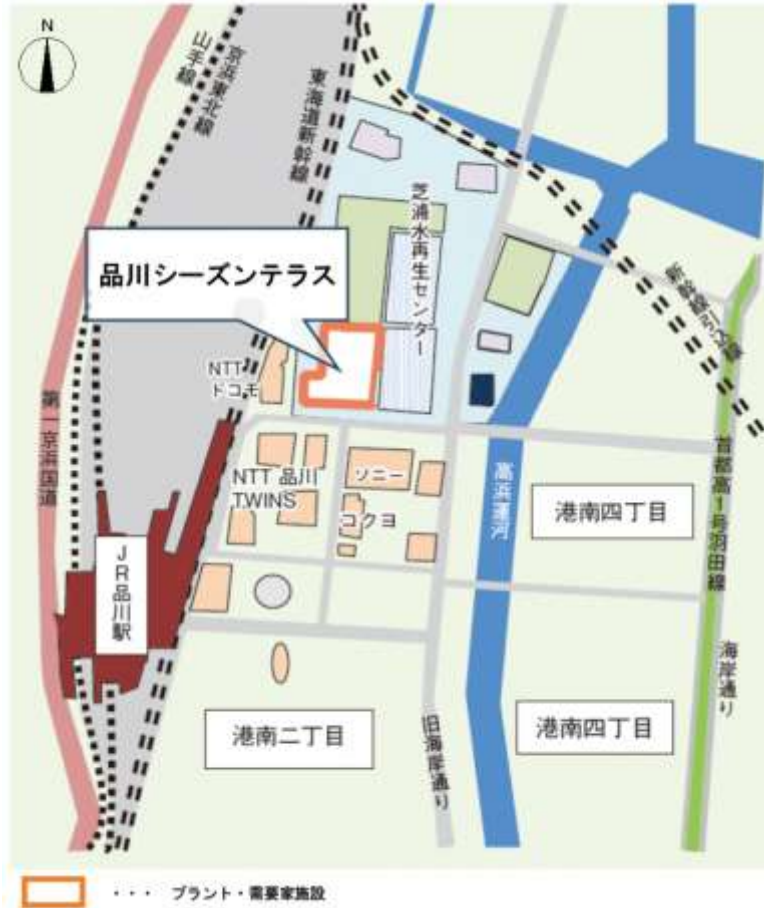 N
京浜東北線
山手線
東海道新幹線
芝浦水再生センター
品川シーズンテラス
新幹線引込線
NTT
ドコモ
第一京浜国道
NTT 品川
TWINS
ソニー
コクヨ
高浜運河
港南四丁目
首都高1号羽田線
JR品川駅
海岸通り
港南二丁目
港南四丁目
旧海岸通り
・・・ プラント・需要家施設